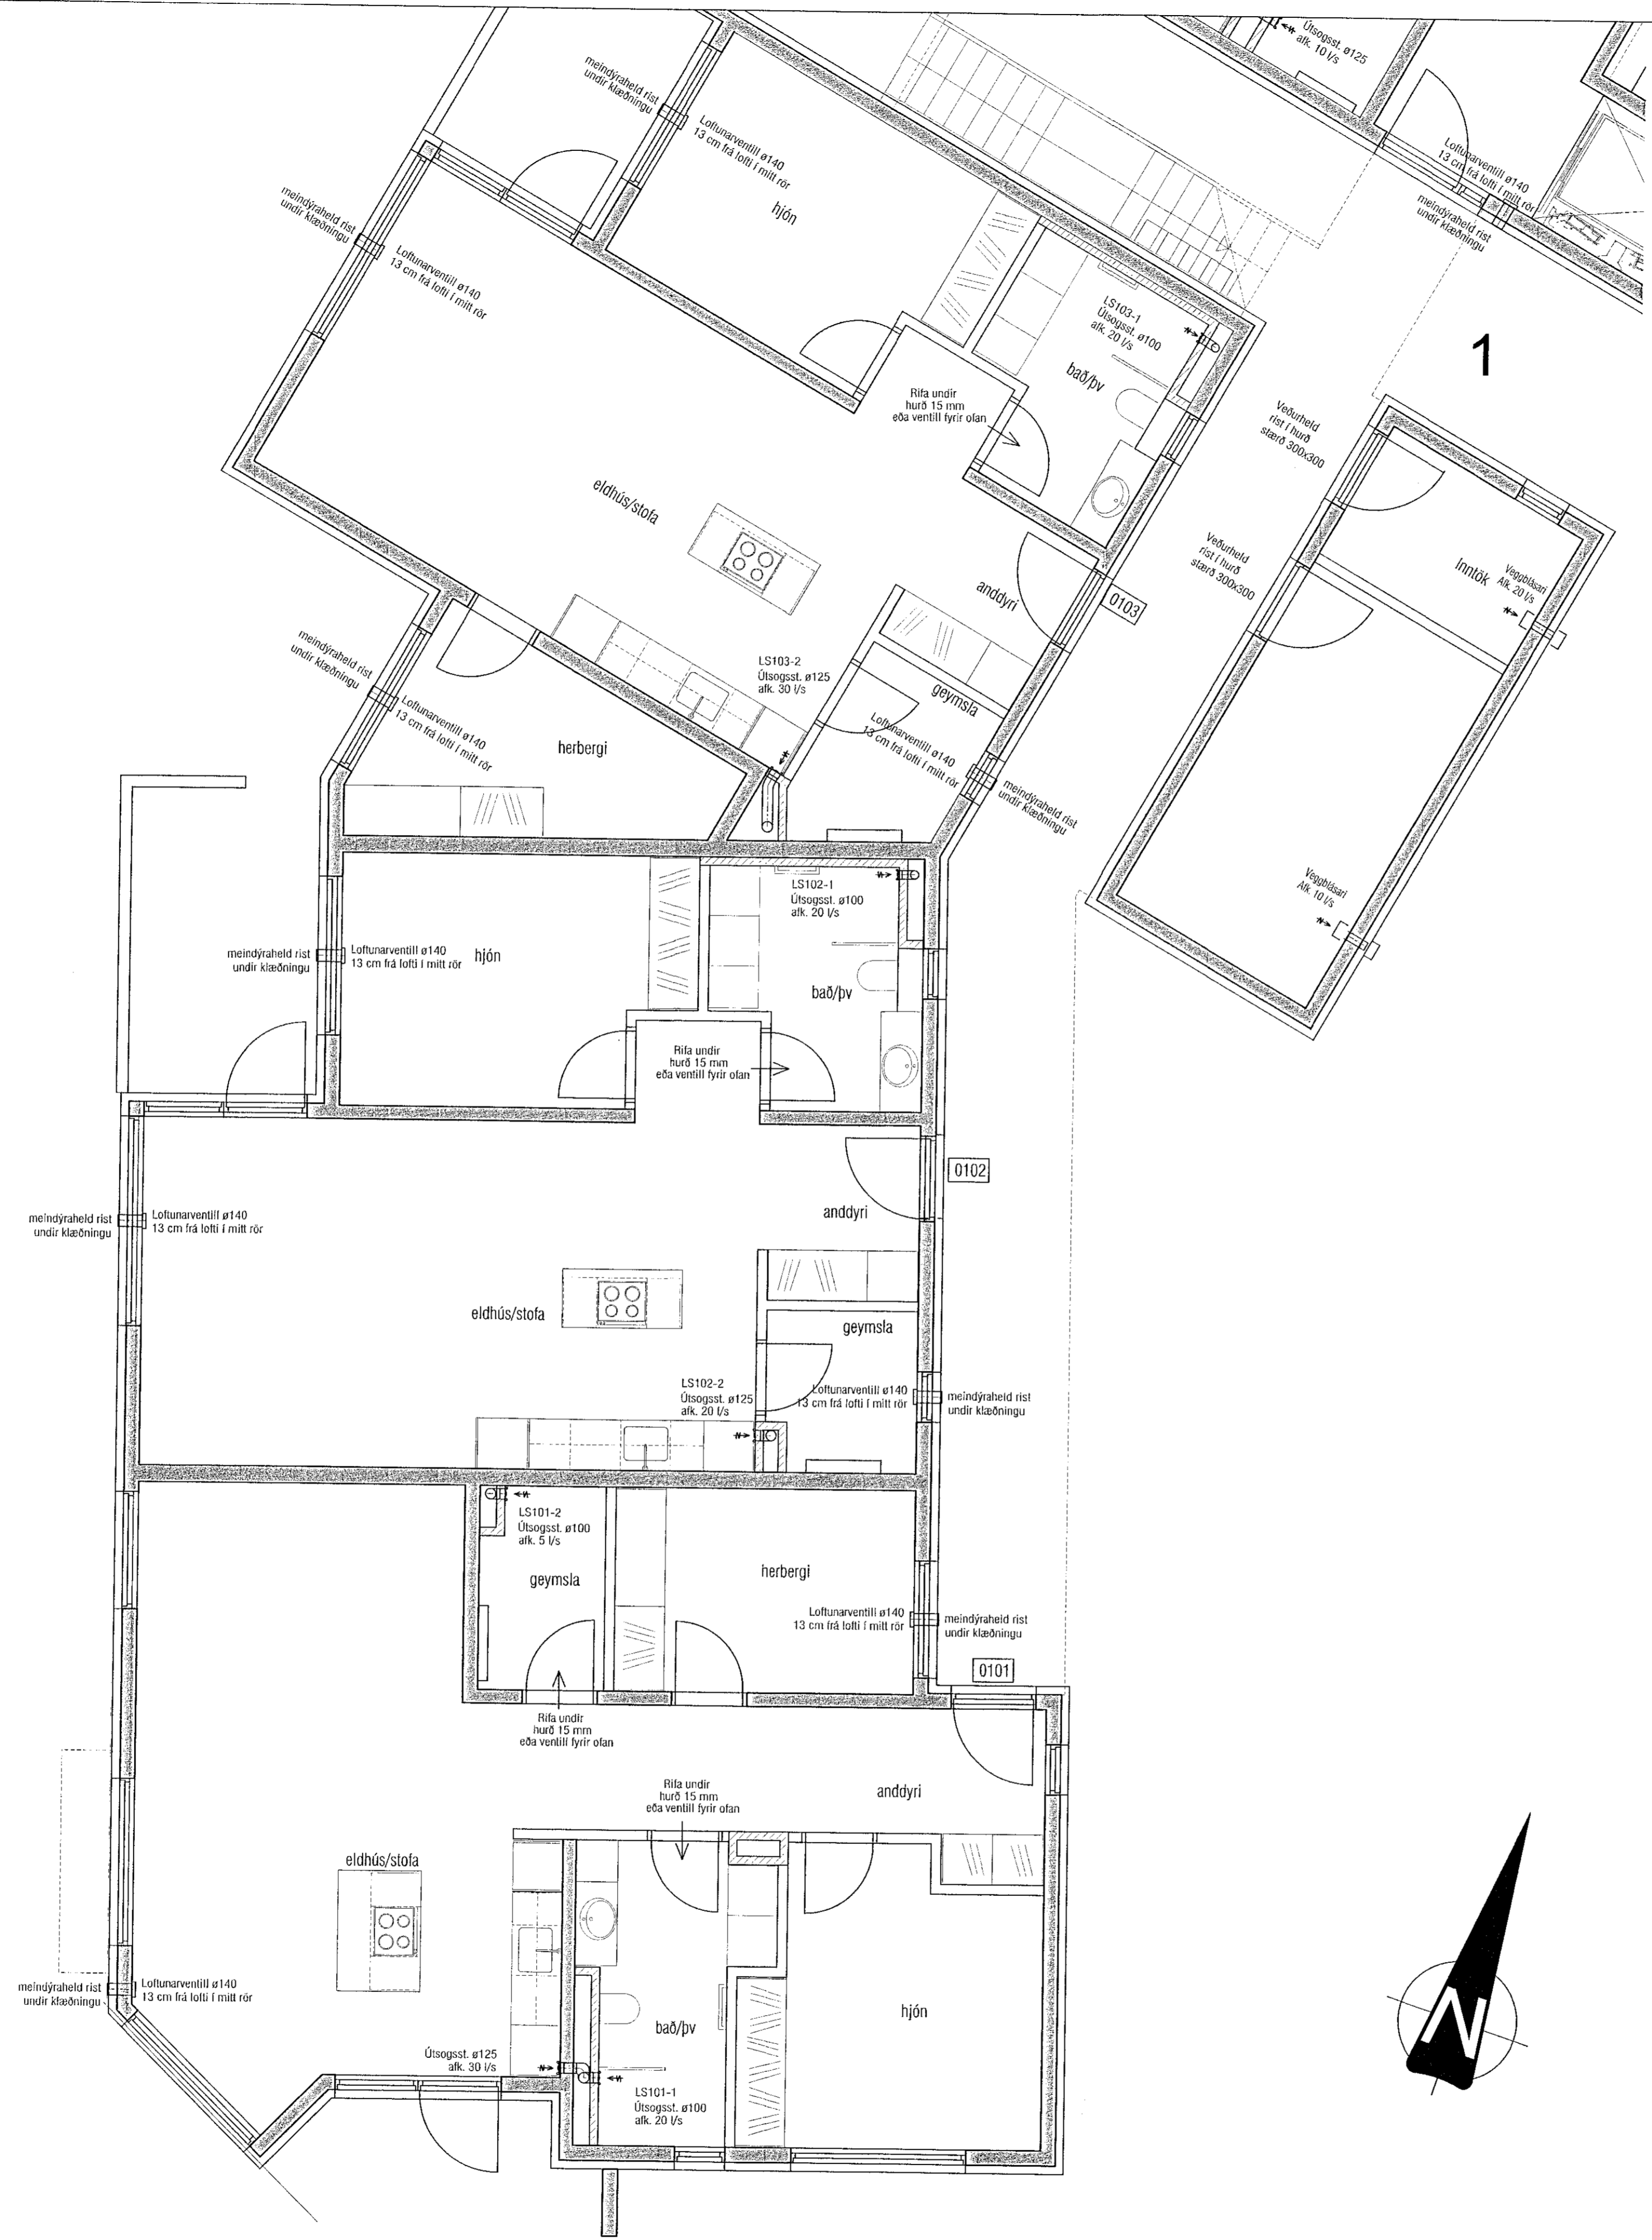 Útsogsst. ø125
afk. 10 l/s
meindýraheld rist
undir klæðningu
Loftunarventill ø140
13 cm frá lofti í mitt rör
hjón
Loftunarventill ø140
13 cm frá lofti í mitt rör
meindýraheld rist
undir klæðningu
meindýraheld rist
undir klæðningu
Loftunarventill ø140
13 cm frá lofti í mitt rör
LS103-1
Útsogsst. ø100
afk. 20 l/s
bað/þv
1
Rifa undir
hurð 15 mm
eða ventill fyrir ofan
Veðurheld
rist í hurð
stærð 300x300
eldhús/stofa
Veðurheld
rist í hurð
stærð 300x300
Inntök
Veggblásari
Afk. 20 l/s
anddyri
0103
meindýraheld rist
undir klæðningu
Loftunarventill ø140
13 cm frá lofti í mitt rör
LS103-2
Útsogsst. ø125
afk. 30 l/s
geymsla
Loftunarventill ø140
13 cm frá lofti í mitt rör
meindýraheld rist
undir klæðningu
herbergi
Veggblásari
Afk. 10 l/s
LS102-1
Útsogsst. ø100
afk. 20 l/s
meindýraheld rist
undir klæðningu
Loftunarventill ø140
13 cm frá lofti í mitt rör
hjón
bað/þv
Rifa undir
hurð 15 mm
eða ventill fyrir ofan
0102
meindýraheld rist
undir klæðningu
Loftunarventill ø140
13 cm frá lofti í mitt rör
anddyri
eldhús/stofa
geymsla
LS102-2
Útsogsst. ø125
afk. 20 l/s
Loftunarventill ø140
13 cm frá lofti í mitt rör
meindýraheld rist
undir klæðningu
LS101-2
Útsogsst. ø100
afk. 5 l/s
geymsla
herbergi
Loftunarventill ø140
13 cm frá lofti í mitt rör
meindýraheld rist
undir klæðningu
0101
Rifa undir
hurð 15 mm
eða ventill fyrir ofan
Rifa undir
hurð 15 mm
eða ventill fyrir ofan
anddyri
eldhús/stofa
meindýraheld rist
undir klæðningu
Loftunarventill ø140
13 cm frá lofti í mitt rör
hjón
bað/þv
Útsogsst. ø125
afk. 30 l/s
LS101-1
Útsogsst. ø100
afk. 20 l/s
N